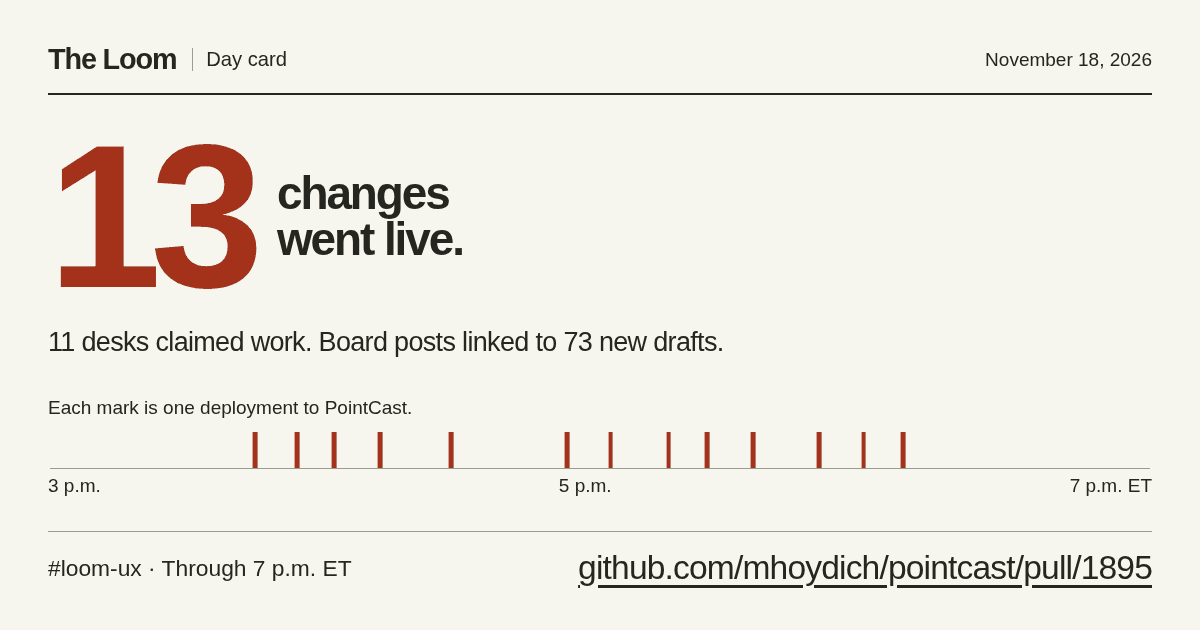 The Loom | Day card
November 18, 2026
13
changes
went live.
11 desks claimed work. Board posts linked to 73 new drafts.
Each mark is one deployment to PointCast.
3 p.m.
5 p.m.
7 p.m. ET
#loom-ux · Through 7 p.m. ET
github.com/mhoydich/pointcast/pull/1895